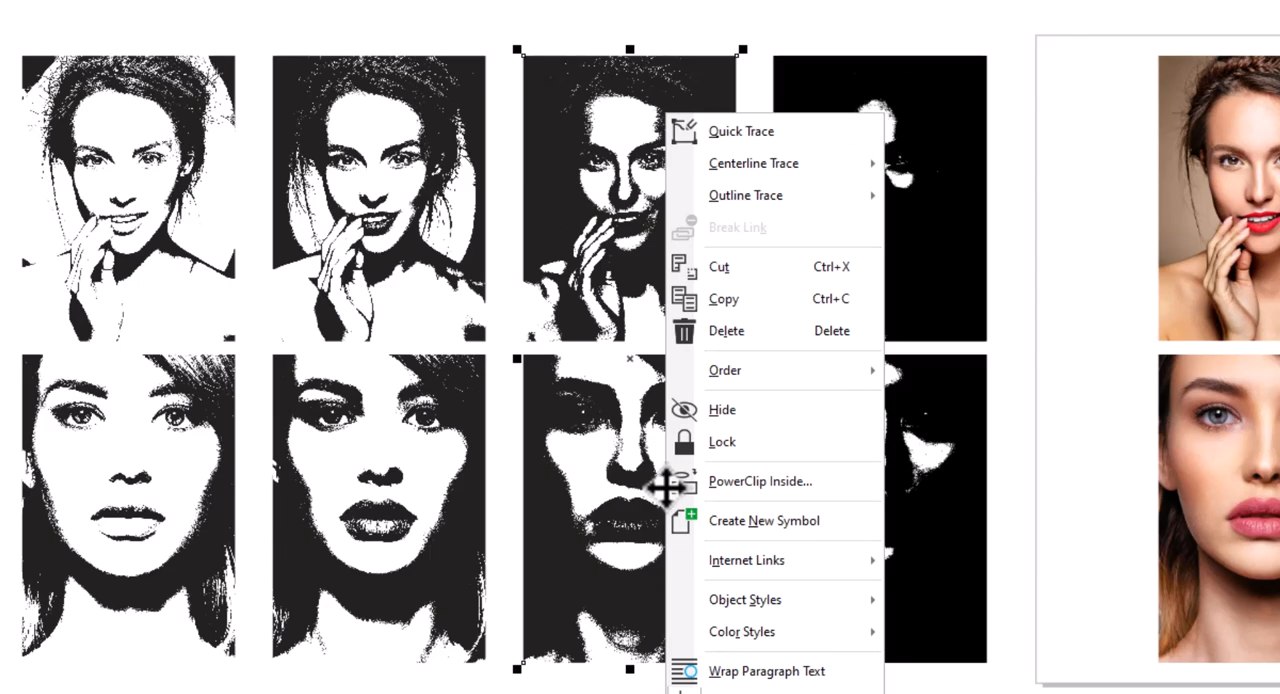 Quick Trace
Centerline Trace
Outline Trace
Break Link
Cut Ctrl+X
Copy Ctrl+C
Delete Delete
Order
Hide
Lock
PowerClip Inside...
Create New Symbol
Internet Links
Object Styles
Color Styles
Wrap Paragraph Text